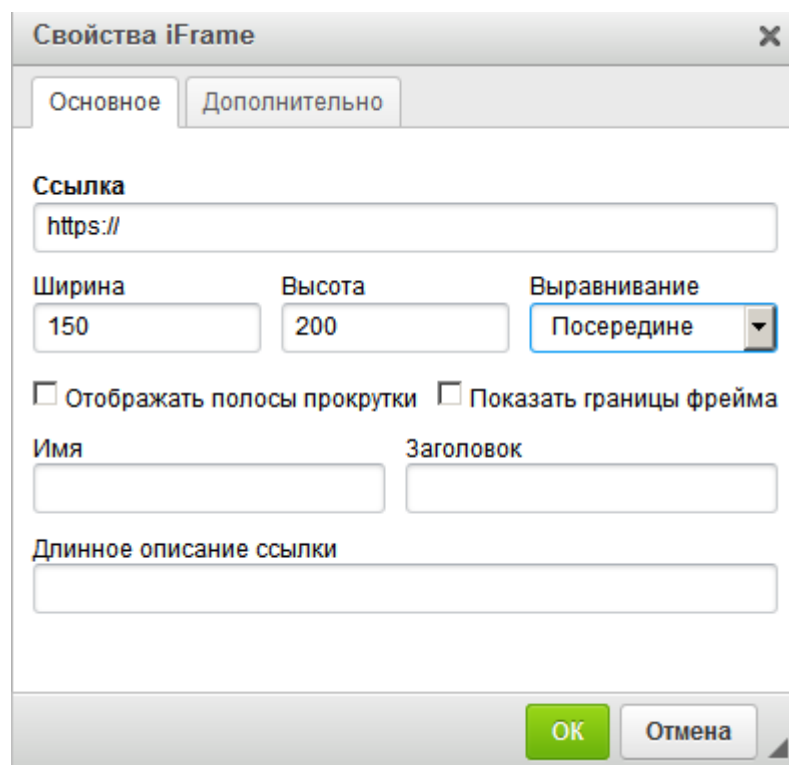 Свойства iFrame
Основное Дополнительно
Ссылка
https://
Ширина Высота Выравнивание
150 200 Посередине
Отображать полосы прокрутки Показать границы фрейма
Имя Заголовок
Длинное описание ссылки
ОК Отмена